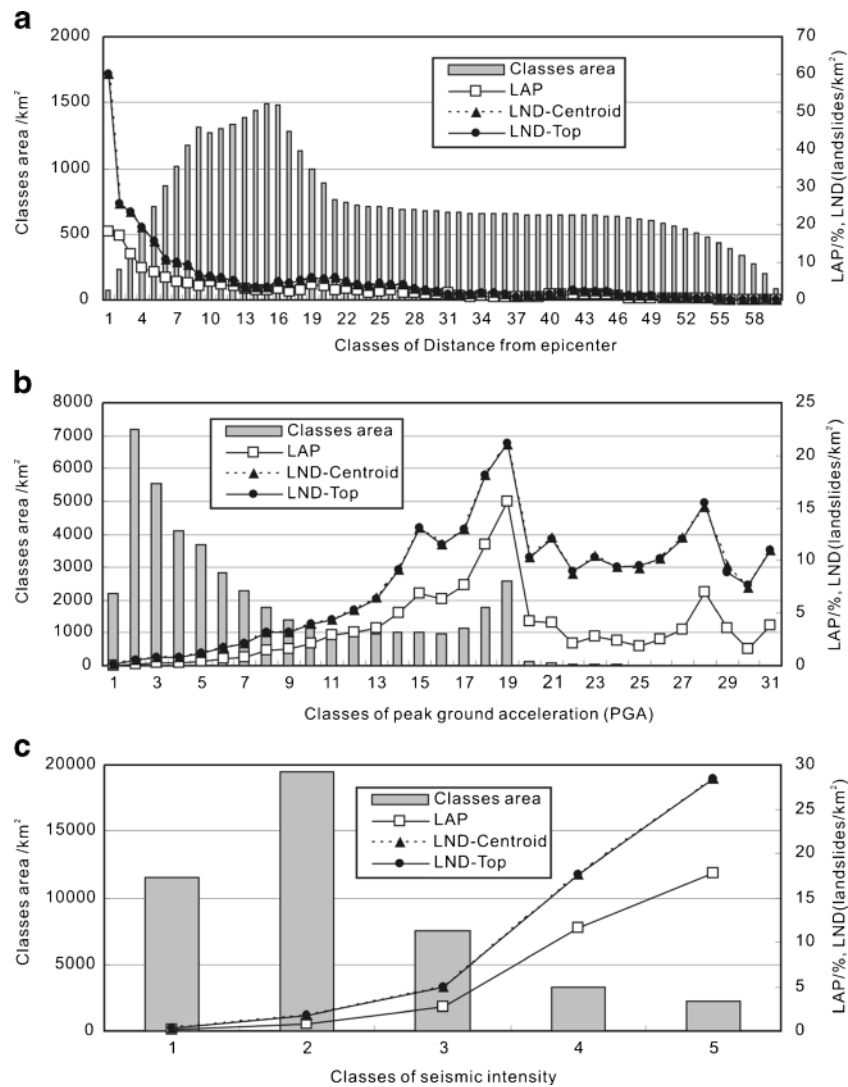 a
2000
1500
1000
500
0
Classes area /km²
70
60
50
40
30
20
10
0
LAP/%, LND(landslides/km²)
Classes area
LAP
LND-Centroid
LND-Top
1 4 7 10 13 16 19 22 25 28 31 34 37 40 43 46 49 52 55 58
Classes of Distance from epicenter
b
8000
7000
6000
5000
4000
3000
2000
1000
0
Classes area /km²
25
20
15
10
5
0
LAP/%, LND(landslides/km²)
Classes area
LAP
LND-Centroid
LND-Top
1 3 5 7 9 11 13 15 17 19 21 23 25 27 29 31
Classes of peak ground acceleration (PGA)
c
20000
15000
10000
5000
0
Classes area /km²
30
25
20
15
10
5
0
LAP/%, LND(landslides/km²)
Classes area
LAP
LND-Centroid
LND-Top
1 2 3 4 5
Classes of seismic intensity